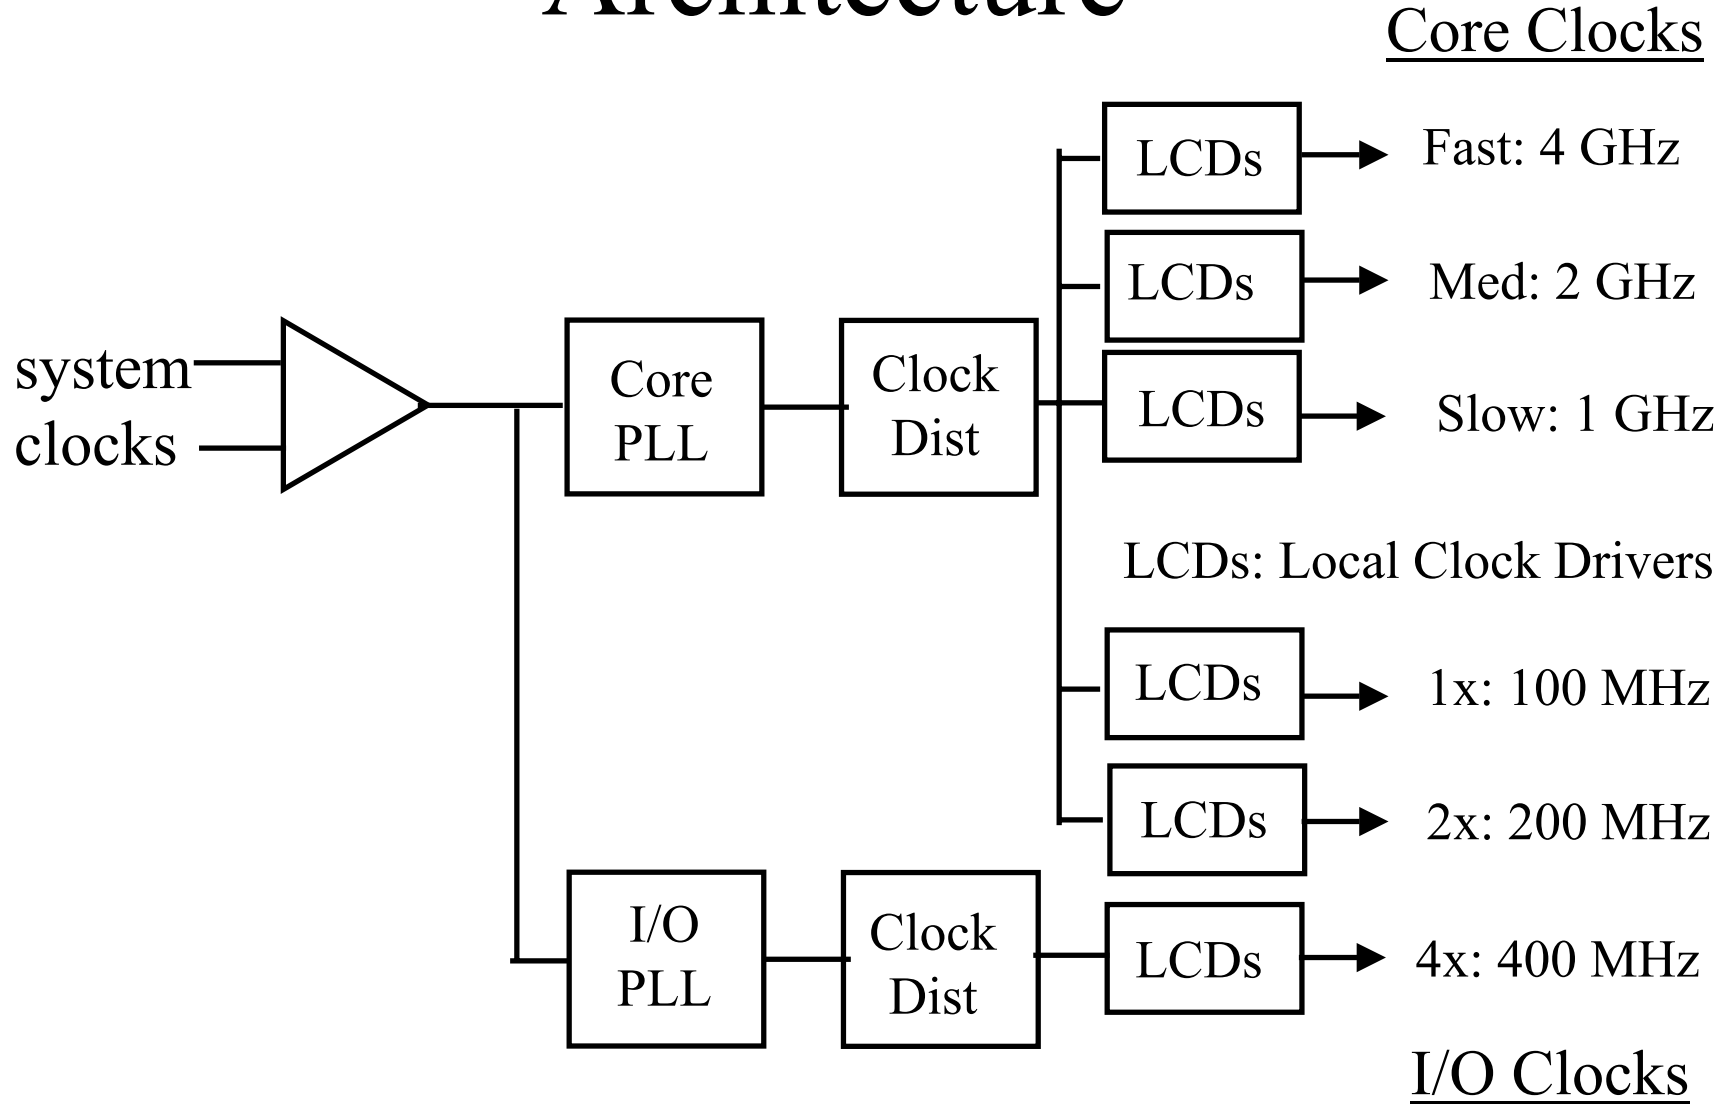 Architecture
Core Clocks
LCDs
Fast: 4 GHz
LCDs
Med: 2 GHz
system
clocks
Core
PLL
Clock
Dist
LCDs
Slow: 1 GHz
LCDs: Local Clock Drivers
LCDs
1x: 100 MHz
LCDs
2x: 200 MHz
I/O
PLL
Clock
Dist
LCDs
4x: 400 MHz
I/O Clocks